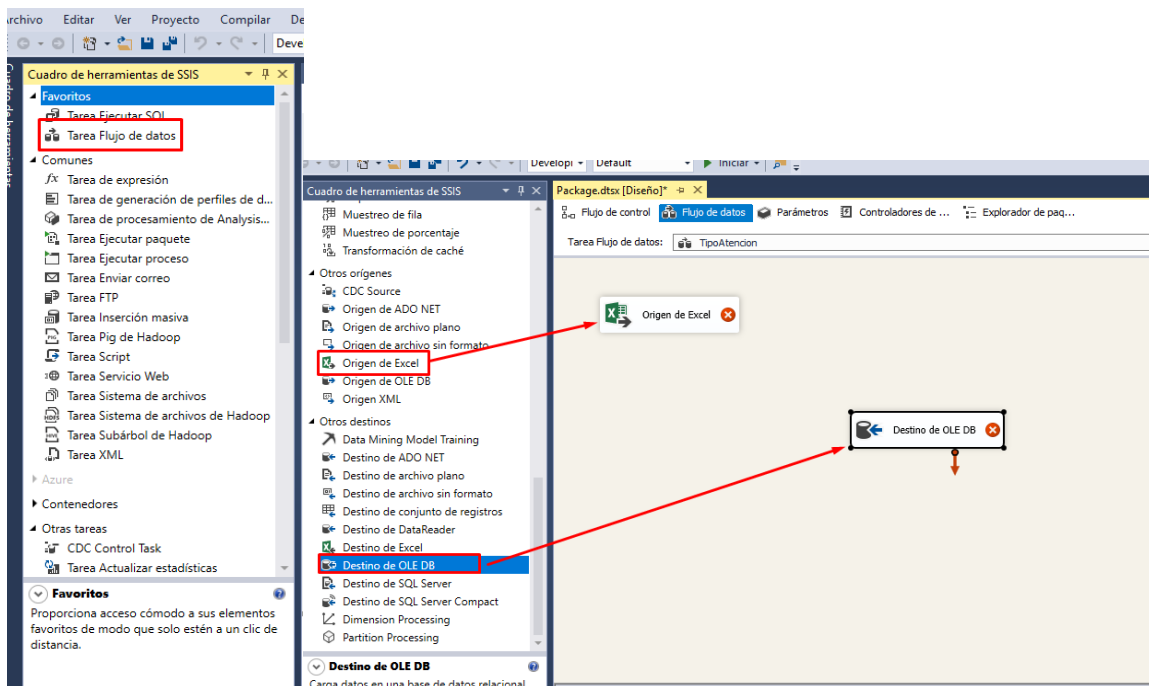 Archivo Editar Ver Proyecto Compilar De
Deve
Cuadro de herramientas
Cuadro de herramientas de SSIS
Favoritos
Tarea Ejecutar SQL
Tarea Flujo de datos
Comunes
Tarea de expresión
Tarea de generación de perfiles de d...
Tarea de procesamiento de Analysis...
Tarea Ejecutar paquete
Tarea Ejecutar proceso
Tarea Enviar correo
Tarea FTP
Tarea Inserción masiva
Tarea Pig de Hadoop
Tarea Script
Tarea Servicio Web
Tarea Sistema de archivos
Tarea Sistema de archivos de Hadoop
Tarea Subárbol de Hadoop
Tarea XML
Azure
Contenedores
Otras tareas
CDC Control Task
Tarea Actualizar estadísticas
Favoritos
Proporciona acceso cómodo a sus elementos
favoritos de modo que solo estén a un clic de
distancia.
Developi Default Iniciar
Cuadro de herramientas de SSIS
Muestreo de fila
Muestreo de porcentaje
Transformación de caché
Otros orígenes
CDC Source
Origen de ADO NET
Origen de archivo plano
Origen de archivo sin formato
Origen de Excel
Origen de OLE DB
Origen XML
Otros destinos
Data Mining Model Training
Destino de ADO NET
Destino de archivo plano
Destino de archivo sin formato
Destino de conjunto de registros
Destino de DataReader
Destino de Excel
Destino de OLE DB
Destino de SQL Server
Destino de SQL Server Compact
Dimension Processing
Partition Processing
Destino de OLE DB
Carga datos en una base de datos relacional
Package.dtsx [Diseño]*
Flujo de control Flujo de datos Parámetros Controladores de ... Explorador de paq...
Tarea Flujo de datos: TipoAtencion
Origen de Excel
Destino de OLE DB